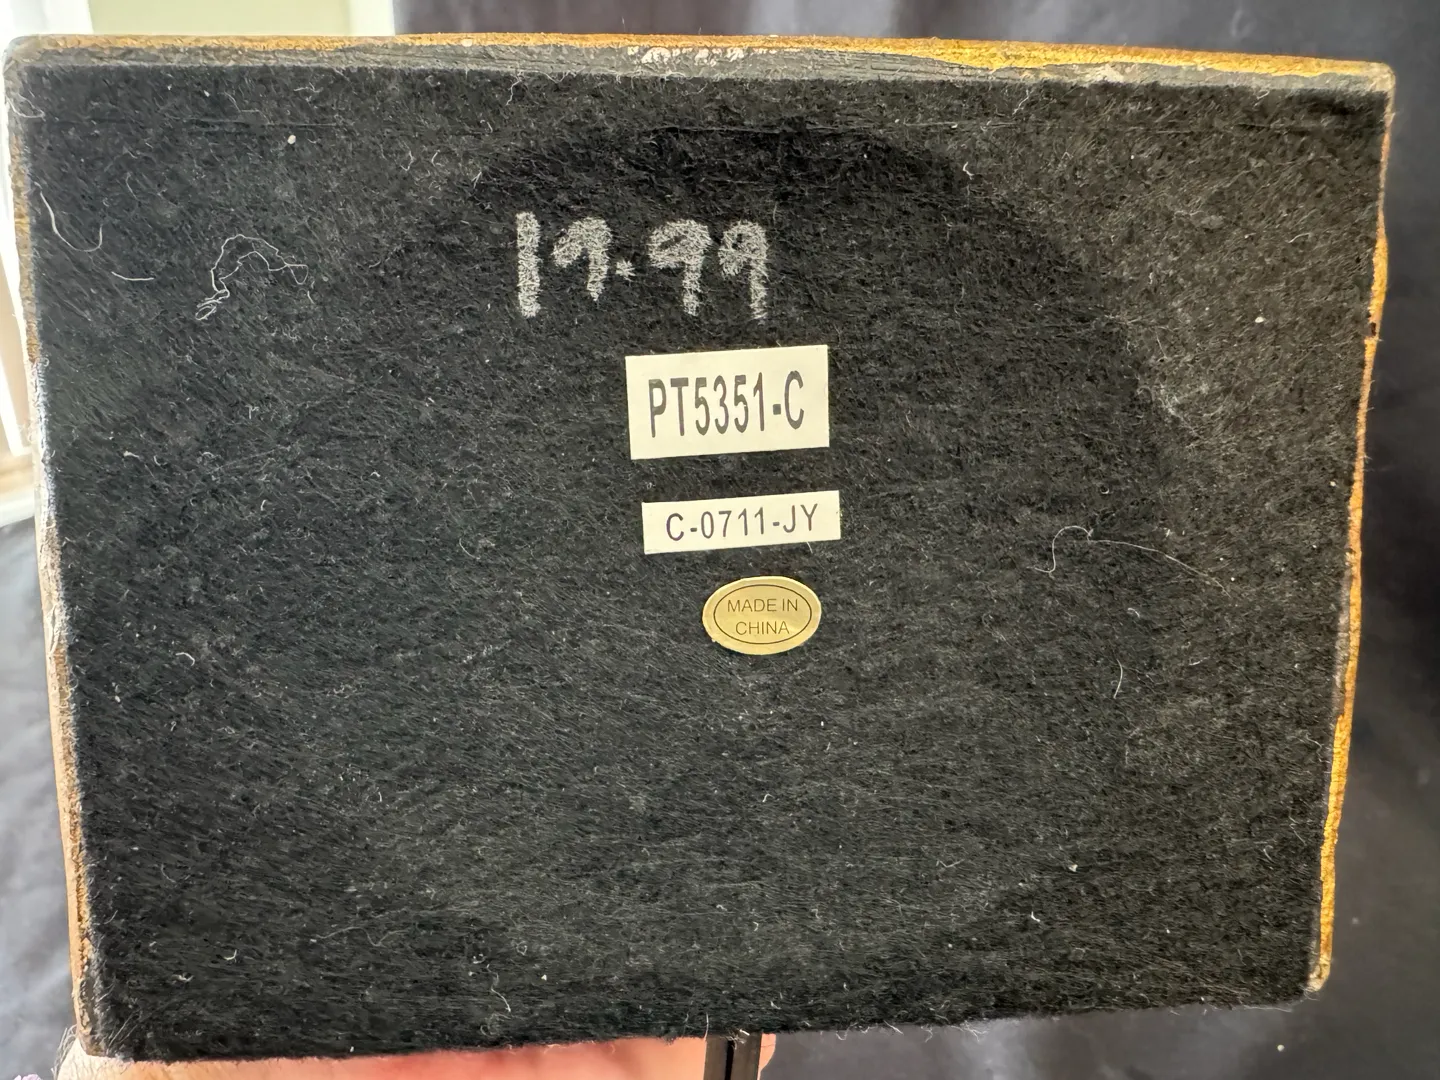 19.99
PT5351-C
C-0711-JY
MADE IN
CHINA